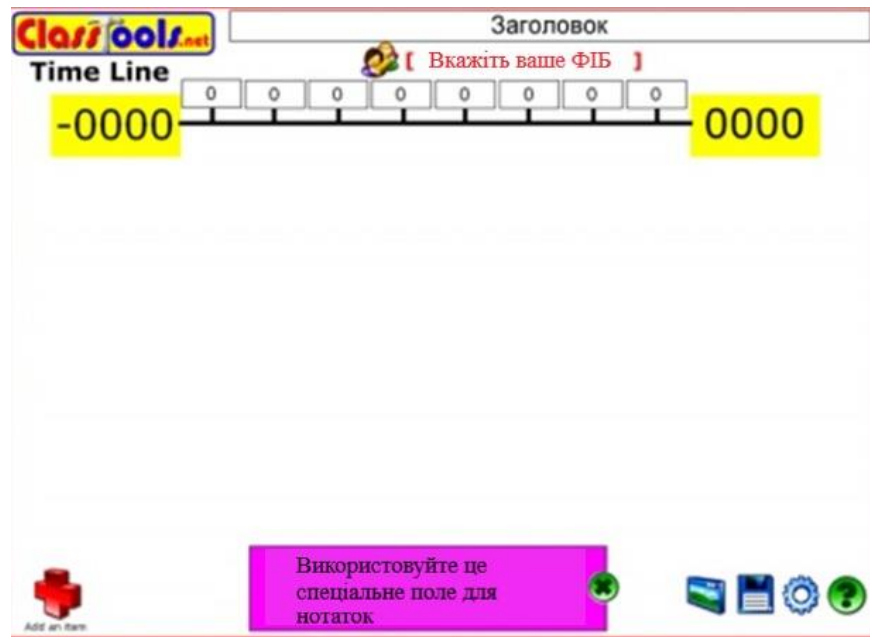 ClassTools.net
Заголовок
Time Line
[ Вкажіть ваше ФІБ ]
0 0 0 0 0 0 0 0
-0000
0000
Використовуйте це
спеціальне поле для
нотаток
Add an item
?